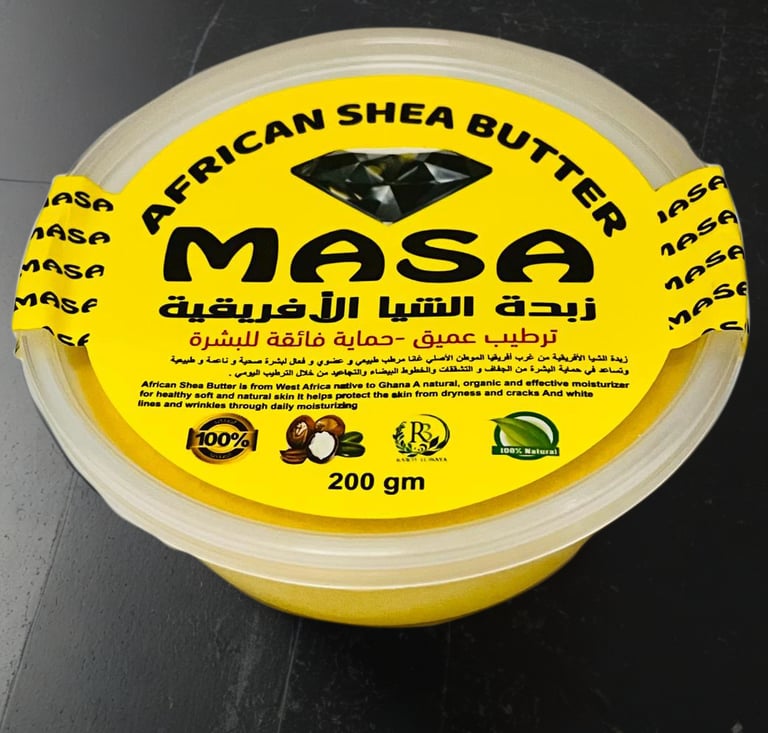 AFRICAN SHEA BUTTER
MASA
زبدة الشيا الأفريقية
ترطيب عميق -حماية فائقة للبشرة
زبدة الشيا الأفريقية من غرب أفريقيا الموطن الأصلي غانا مرطب طبيعي و عضوي و فعال لبشرة صحية و ناعمة و طبيعية
وتساعد في حماية البشرة من الجفاف و التشققات والخطوط البيضاء والتجاعيد من خلال الترطيب اليومي .
African Shea Butter is from West Africa native to Ghana A natural, organic and effective moisturizer
for healthy soft and natural skin It helps protect the skin from dryness and cracks And white
lines and wrinkles through daily moisturizing
100%
100% Natural
200 gm
MASA
MASA
MASA
MASA
MASA
MASA
MASA
MASA